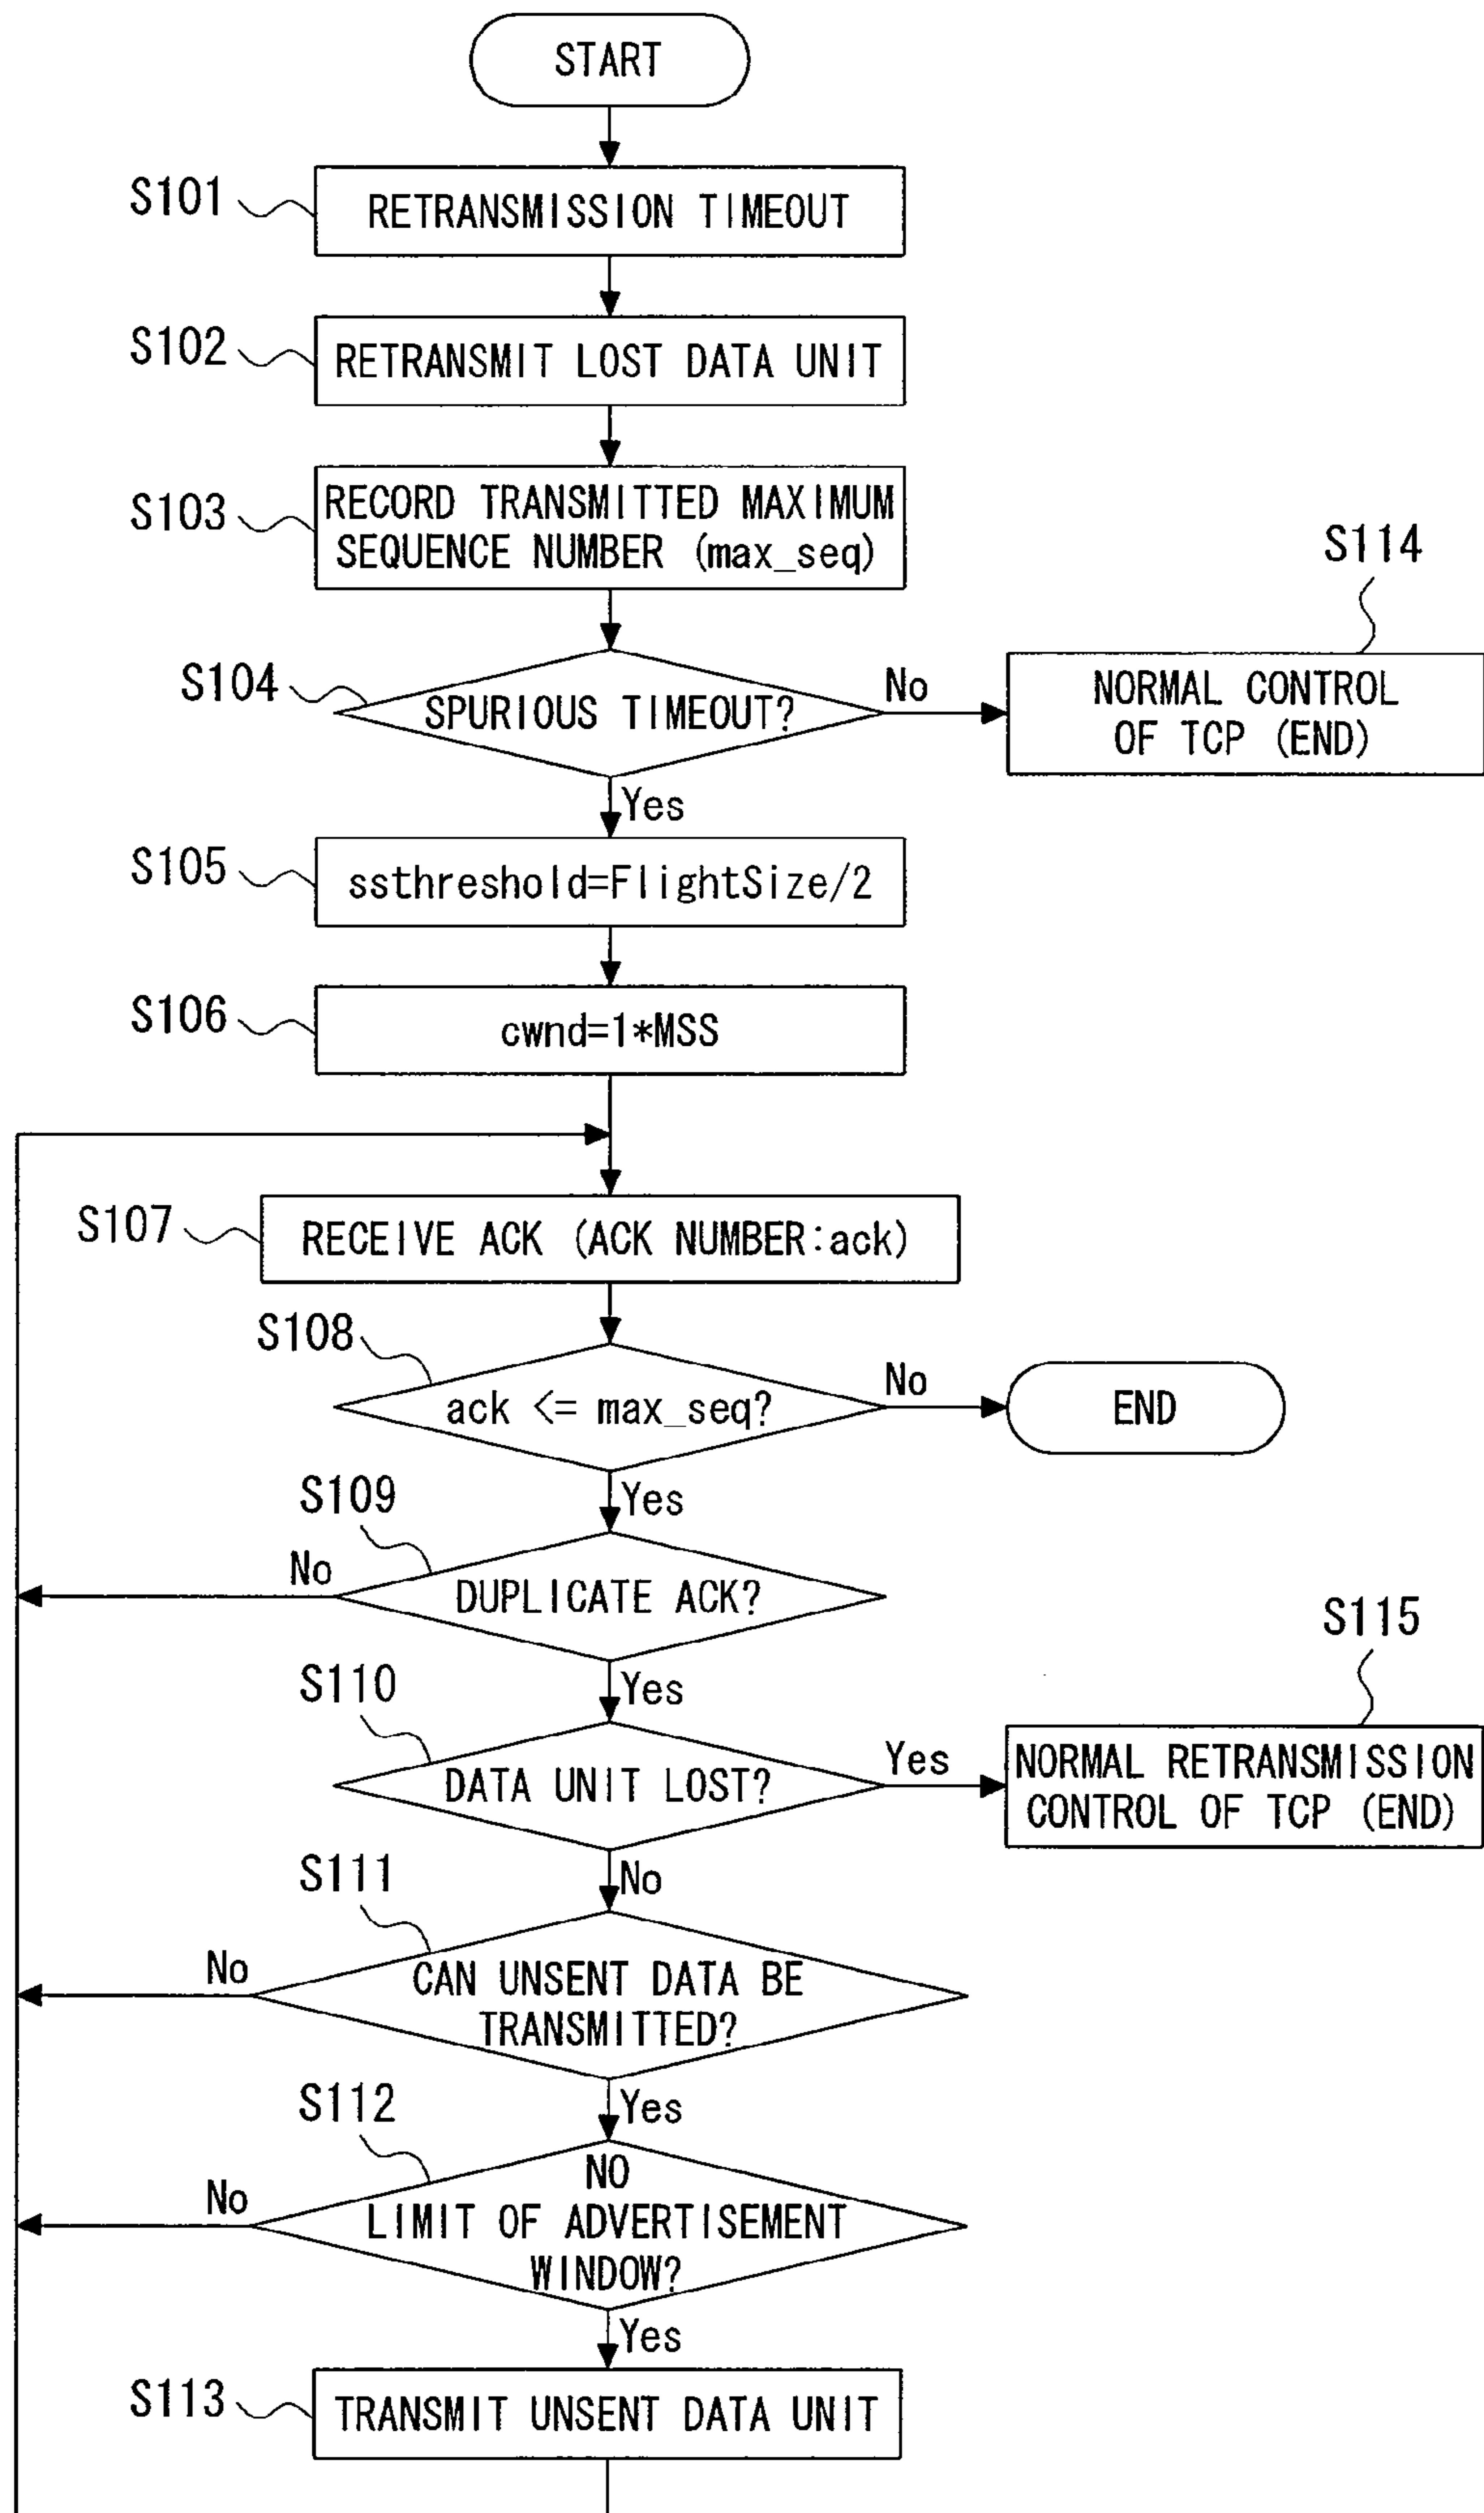 START
S101
RETRANSMISSION TIMEOUT
S102
RETRANSMIT LOST DATA UNIT
S103
RECORD TRANSMITTED MAXIMUM
SEQUENCE NUMBER (max_seq)
S114
S104
SPURIOUS TIMEOUT?
No
NORMAL CONTROL
OF TCP (END)
Yes
S105
ssthreshold=FlightSize/2
S106
cwnd=1*MSS
S107
RECEIVE ACK (ACK NUMBER:ack)
S108
ack <= max_seq?
No
END
Yes
S109
No
DUPLICATE ACK?
S115
Yes
S110
DATA UNIT LOST?
Yes
NORMAL RETRANSMISSION
CONTROL OF TCP (END)
No
S111
No
CAN UNSENT DATA BE
TRANSMITTED?
Yes
S112
No
NO
LIMIT OF ADVERTISEMENT
WINDOW?
Yes
S113
TRANSMIT UNSENT DATA UNIT